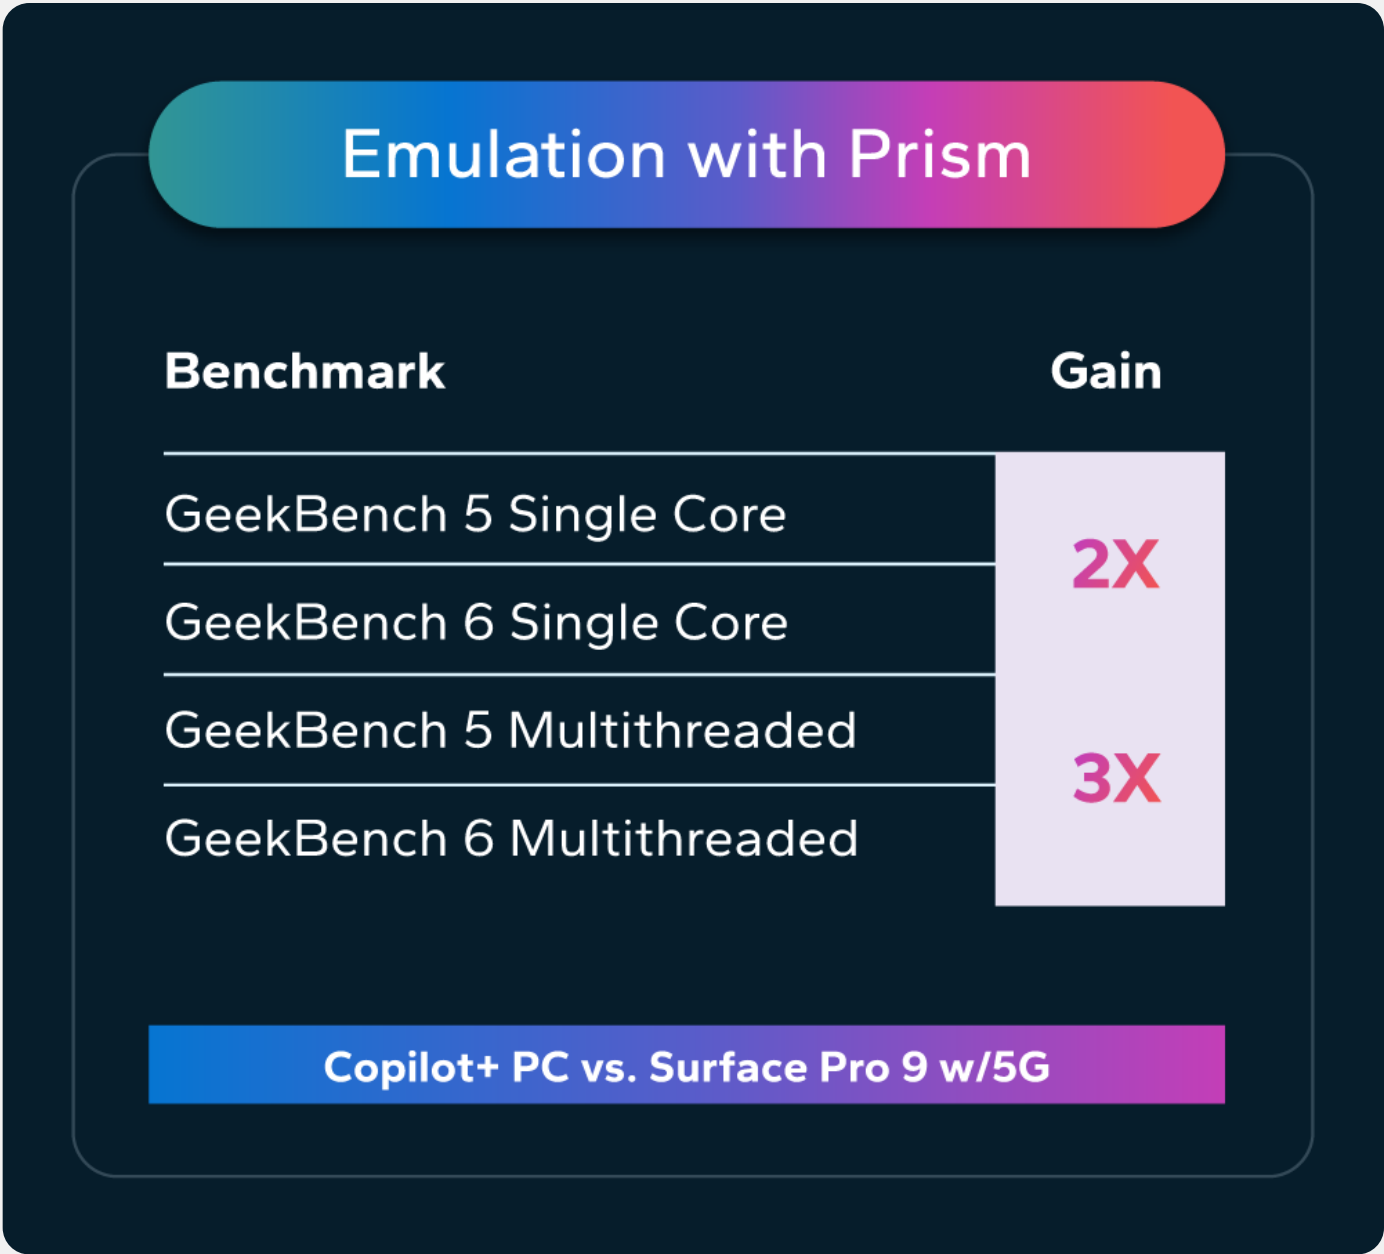 Emulation with Prism
Benchmark Gain
GeekBench 5 Single Core
2X
GeekBench 6 Single Core
GeekBench 5 Multithreaded
3X
GeekBench 6 Multithreaded
Copilot+ PC vs. Surface Pro 9 w/5G